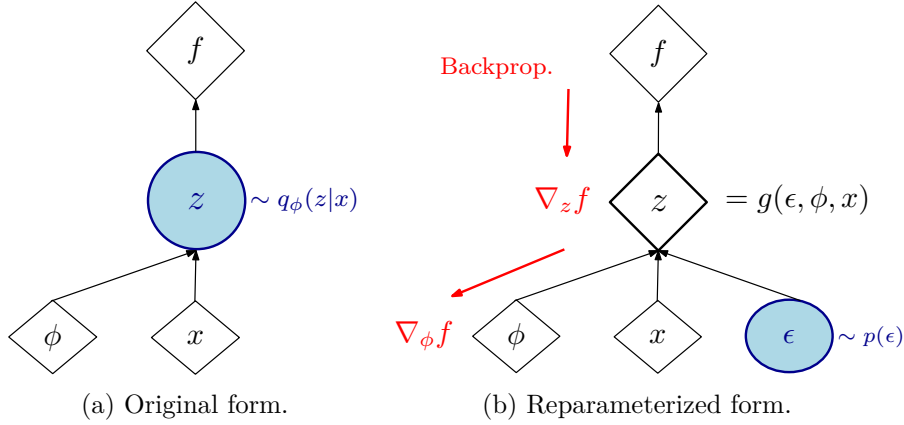 f
z
∼ q_ϕ(z|x)
ϕ
x
(a) Original form.
f
Backprop.
∇_z f
z
= g(ϵ, ϕ, x)
∇_ϕ f
ϕ
x
ϵ
∼ p(ϵ)
(b) Reparameterized form.